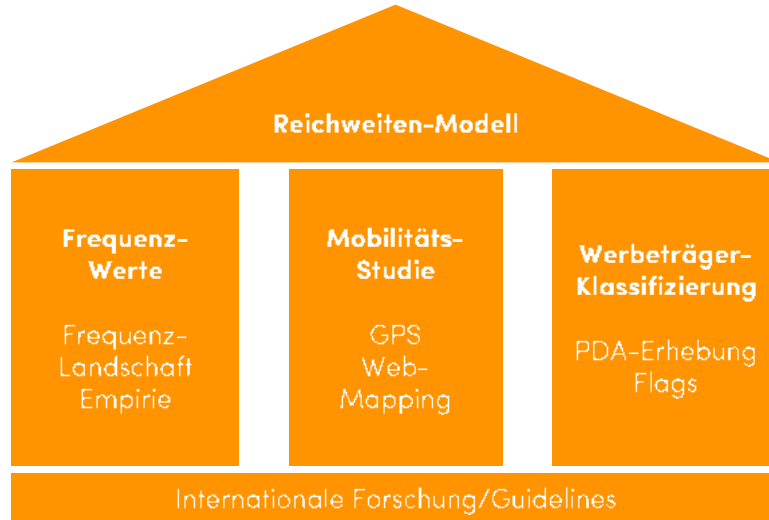 Reichweiten-Modell
Frequenz-
Werte
Frequenz-
Landschaft
Empirie
Mobilitäts-
Studie
GPS
Web-
Mapping
Werbeträger-
Klassifizierung
PDA-Erhebung
Flags
Internationale Forschung/Guidelines